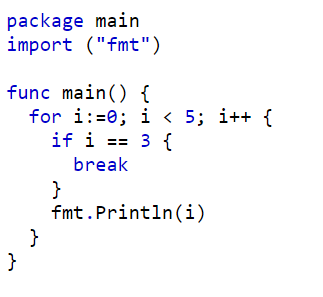 package main
import ("fmt")

func main() {
  for i:=0; i < 5; i++ {
    if i == 3 {
      break
    }
    fmt.Println(i)
  }
}